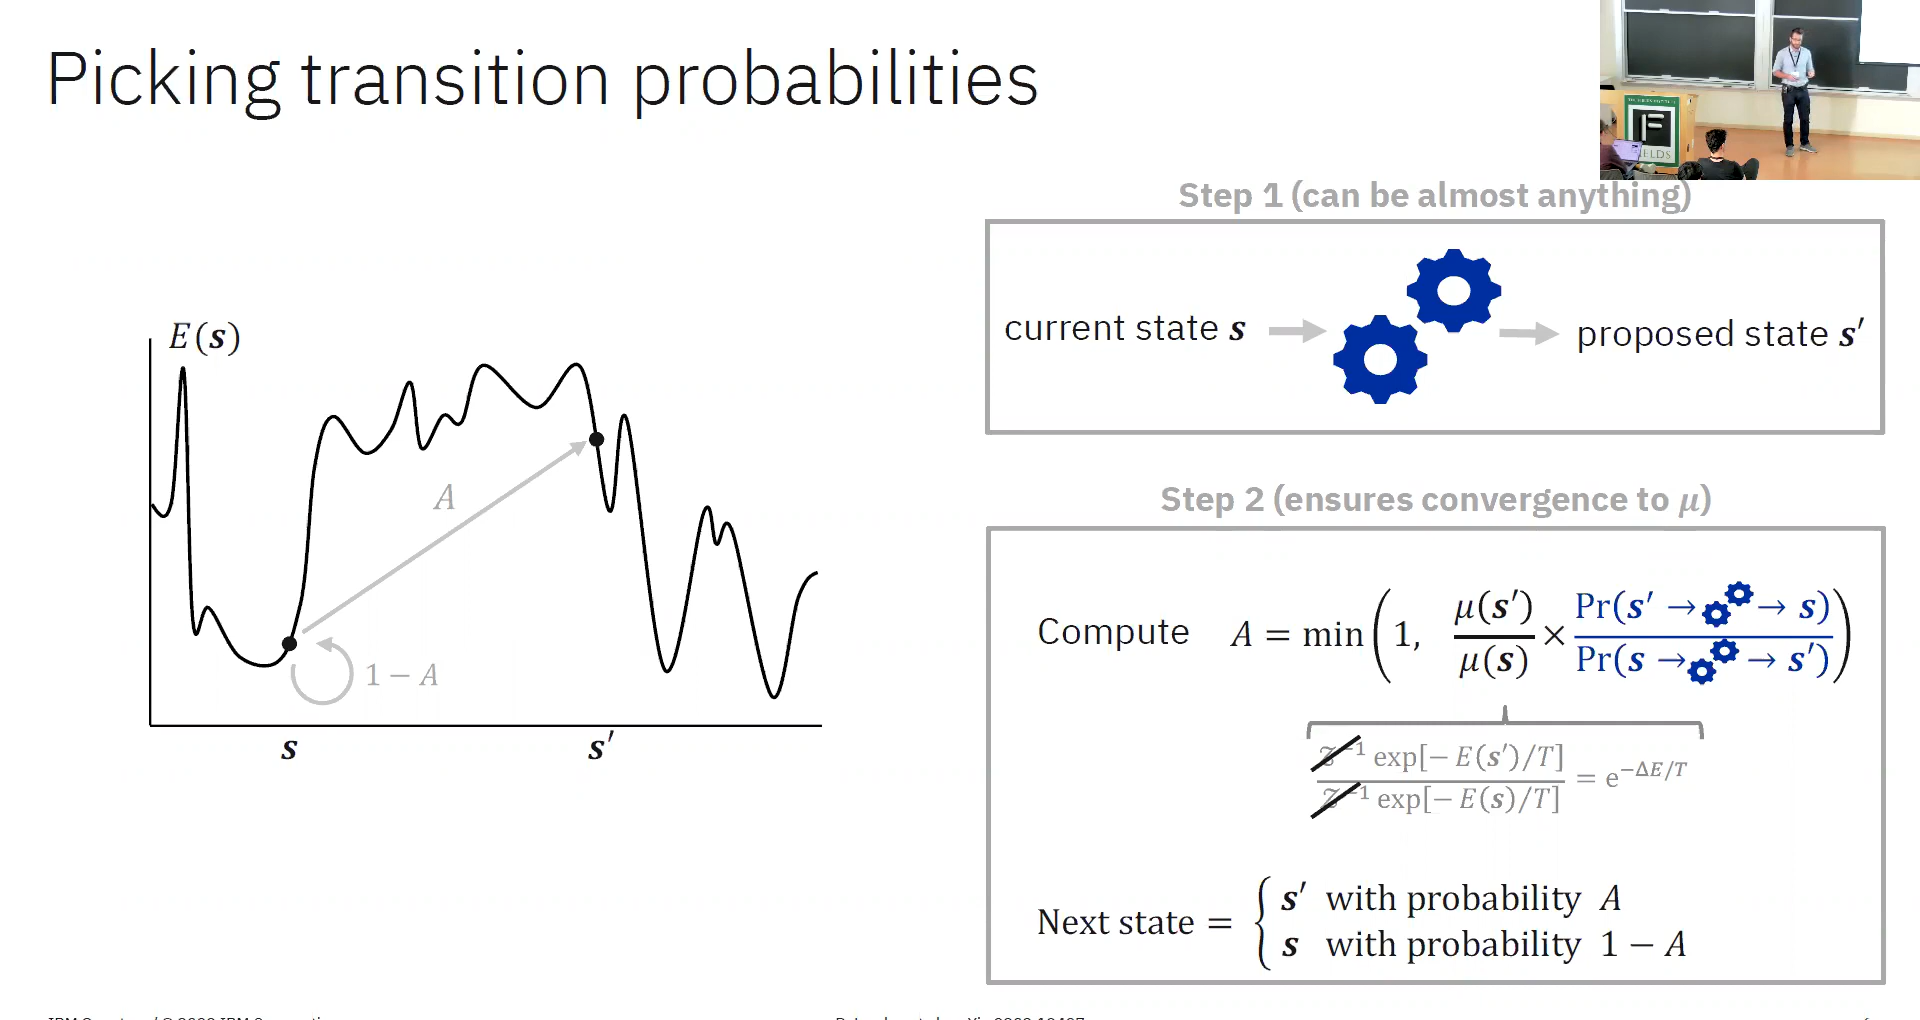 Picking transition probabilities
Step 1 (can be almost anything)
current state s → → proposed state s′
E(s)
A
1 − A
s s′
Step 2 (ensures convergence to μ)
Compute A = min(1, μ(s′)/μ(s) × Pr(s′ → → s)/Pr(s → → s′))
𝒵⁻¹ exp[− E(s′)/T] / 𝒵⁻¹ exp[− E(s)/T] = e^−ΔE/T
Next state = { s′ with probability A
s with probability 1 − A